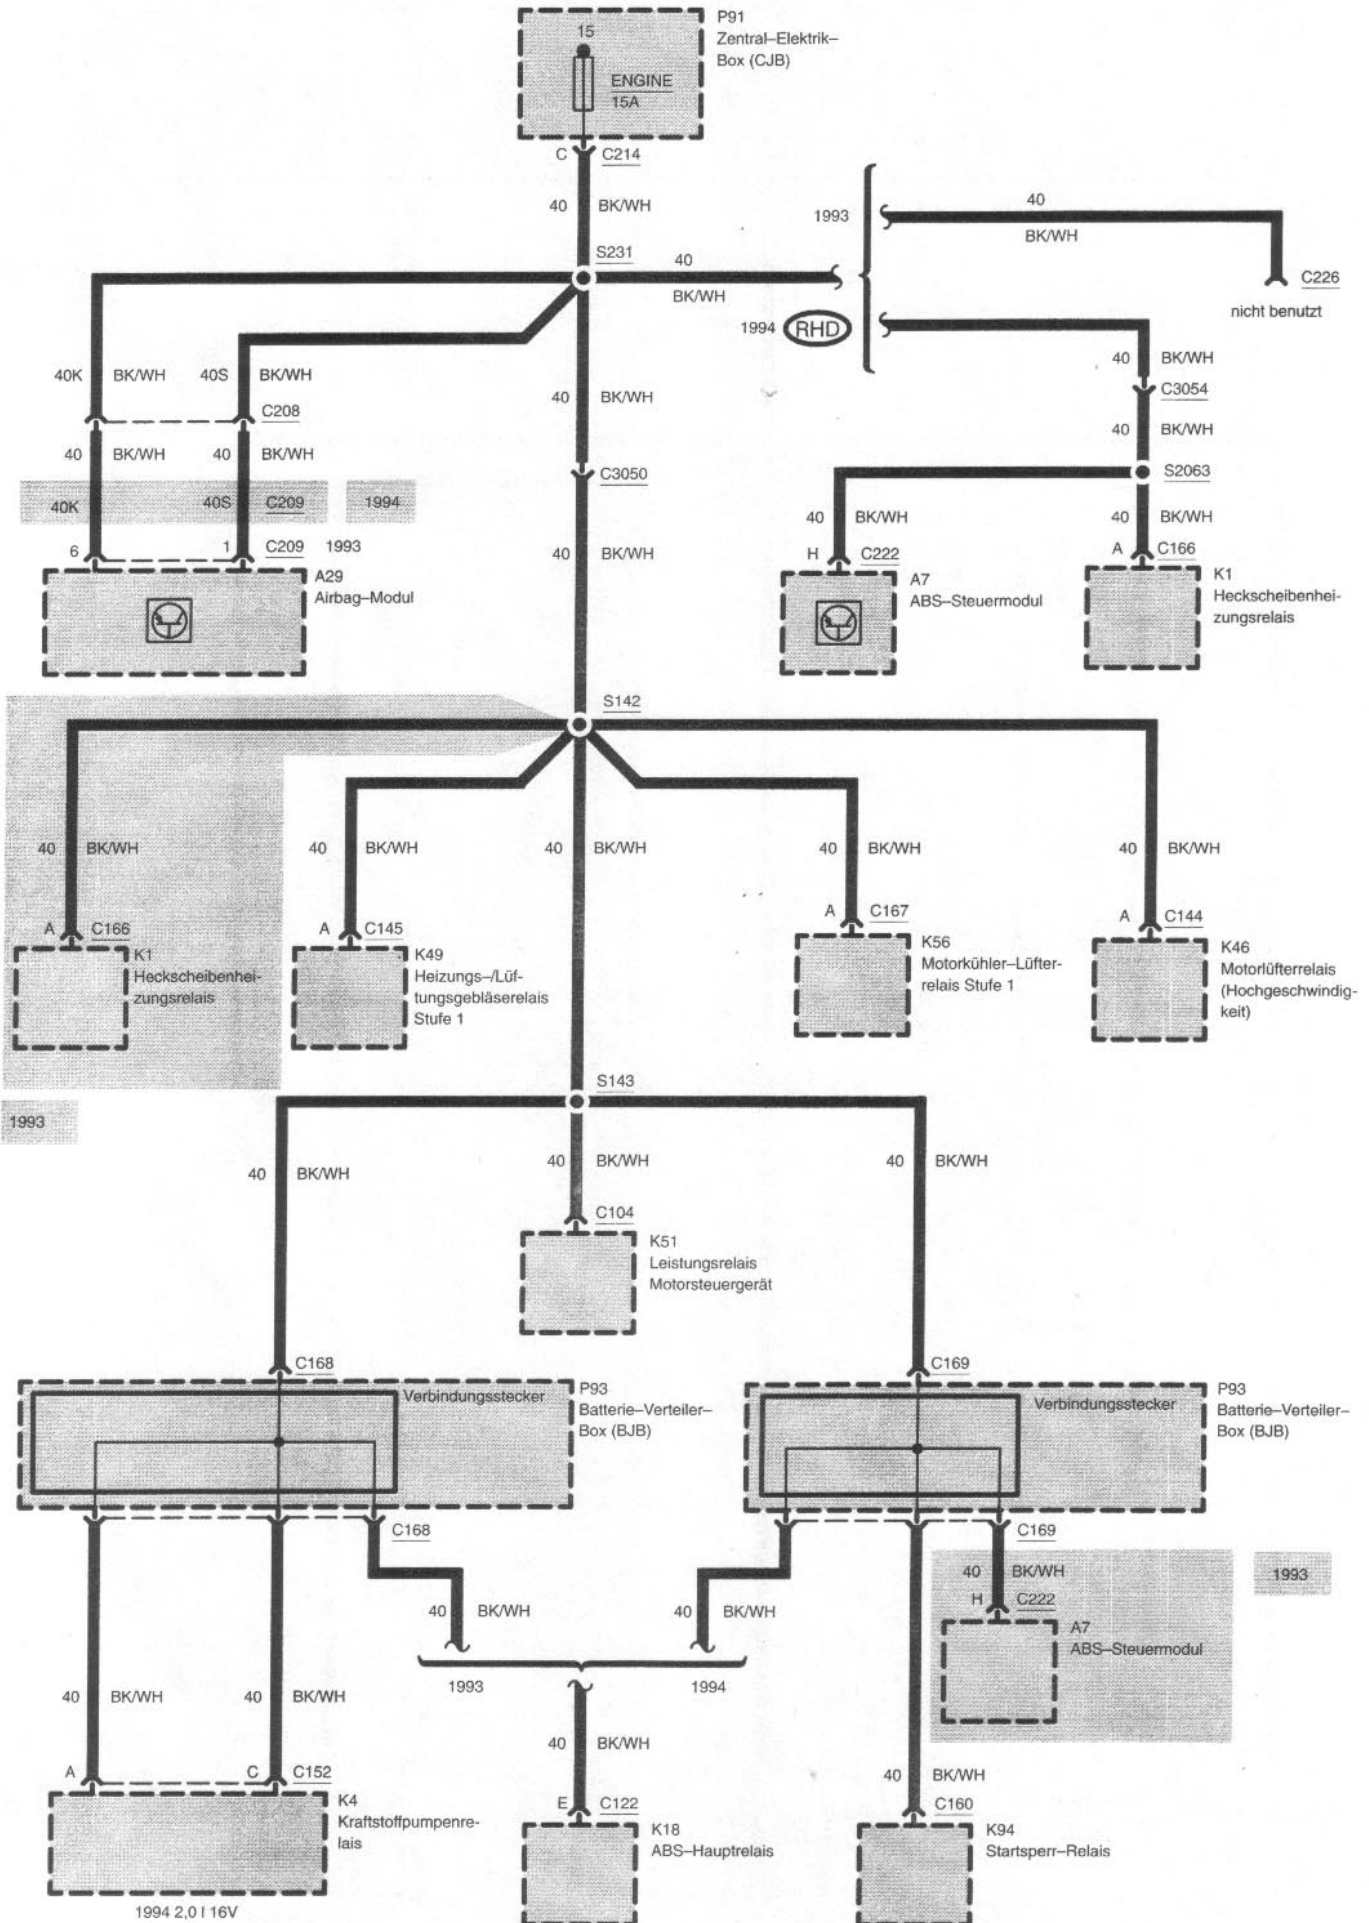 P91
Zentral–Elektrik–
Box (CJB)
15
ENGINE
15A
C C214
40 BK/WH
S231
40
BK/WH
1993
40
BK/WH
C226
nicht benutzt
1994 RHD
40 BK/WH
C3054
40 BK/WH
S2063
40K BK/WH 40S BK/WH
C208
40 BK/WH 40 BK/WH
40K 40S C209 1994
6 1 C209 1993
A29
Airbag–Modul
40 BK/WH
C3050
40 BK/WH
40 BK/WH
H C222
A7
ABS–Steuermodul
40 BK/WH
A C166
K1
Heckscheibenhei-
zungsrelais
S142
40 BK/WH
A C166
K1
Heckscheibenhei-
zungsrelais
1993
40 BK/WH
A C145
K49
Heizungs–/Lüf-
tungsgebläserelais
Stufe 1
40 BK/WH
40 BK/WH
A C167
K56
Motorkühler–Lüfter-
relais Stufe 1
40 BK/WH
A C144
K46
Motorlüfterrelais
(Hochgeschwindig-
keit)
S143
40 BK/WH
40 BK/WH
40 BK/WH
C104
K51
Leistungsrelais
Motorsteuergerät
C168
Verbindungsstecker
P93
Batterie–Verteiler–
Box (BJB)
C169
Verbindungsstecker
P93
Batterie–Verteiler–
Box (BJB)
C168
C169
40 BK/WH
1993
H C222
A7
ABS–Steuermodul
40 BK/WH
40 BK/WH
1993
1994
40 BK/WH
40 BK/WH
A C C152
K4
Kraftstoffpumpenre-
lais
1994 2,0 l 16V
40 BK/WH
E C122
K18
ABS–Hauptrelais
40 BK/WH
C160
K94
Startsperr–Relais